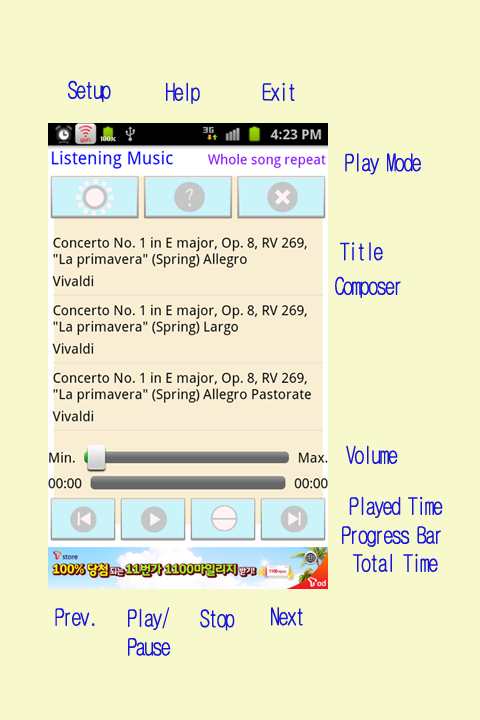 Setup Help Exit
100% 3G 4:23 PM
Listening Music Whole song repeat Play Mode
?
Concerto No. 1 in E major, Op. 8, RV 269,
"La primavera" (Spring) Allegro
Title
Vivaldi
Composer
Concerto No. 1 in E major, Op. 8, RV 269,
"La primavera" (Spring) Largo
Vivaldi
Concerto No. 1 in E major, Op. 8, RV 269,
"La primavera" (Spring) Allegro Pastorate
Vivaldi
Min. Max. Volume
00:00 00:00
Played Time
Progress Bar
Total Time
T store
100% 당첨 되는 11번가 1100마일리지 받기!
T ad
Prev. Play/ Stop Next
Pause